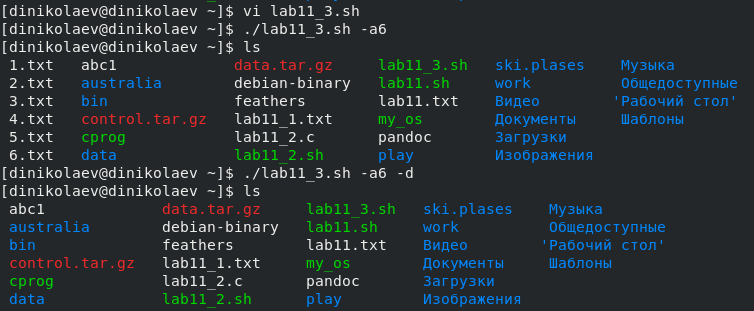 [dinikolaev@dinikolaev ~]$ vi lab11_3.sh
[dinikolaev@dinikolaev ~]$ ./lab11_3.sh -a6
[dinikolaev@dinikolaev ~]$ ls
1.txt abc1 data.tar.gz lab11_3.sh ski.plases Музыка
2.txt australia debian-binary lab11.sh work Общедоступные
3.txt bin feathers lab11.txt Видео 'Рабочий стол'
4.txt control.tar.gz lab11_1.txt my_os Документы Шаблоны
5.txt cprog lab11_2.c pandoc Загрузки
6.txt data lab11_2.sh play Изображения
[dinikolaev@dinikolaev ~]$ ./lab11_3.sh -a6 -d
[dinikolaev@dinikolaev ~]$ ls
abc1 data.tar.gz lab11_3.sh ski.plases Музыка
australia debian-binary lab11.sh work Общедоступные
bin feathers lab11.txt Видео 'Рабочий стол'
control.tar.gz lab11_1.txt my_os Документы Шаблоны
cprog lab11_2.c pandoc Загрузки
data lab11_2.sh play Изображения